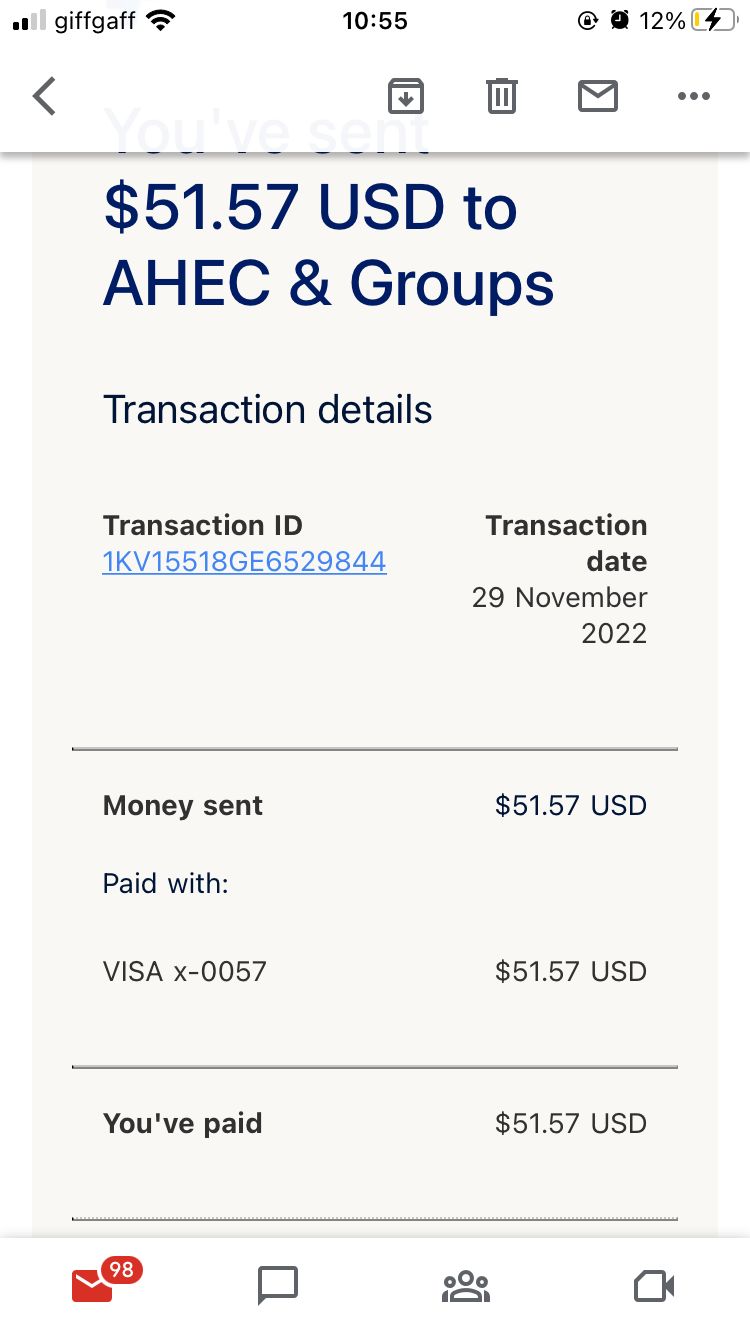 giffgaff 10:55 12%
You've sent
$51.57 USD to
AHEC & Groups
Transaction details
Transaction ID
1KV15518GE6529844
Transaction
date
29 November
2022
Money sent $51.57 USD
Paid with:
VISA x-0057 $51.57 USD
You've paid $51.57 USD
98